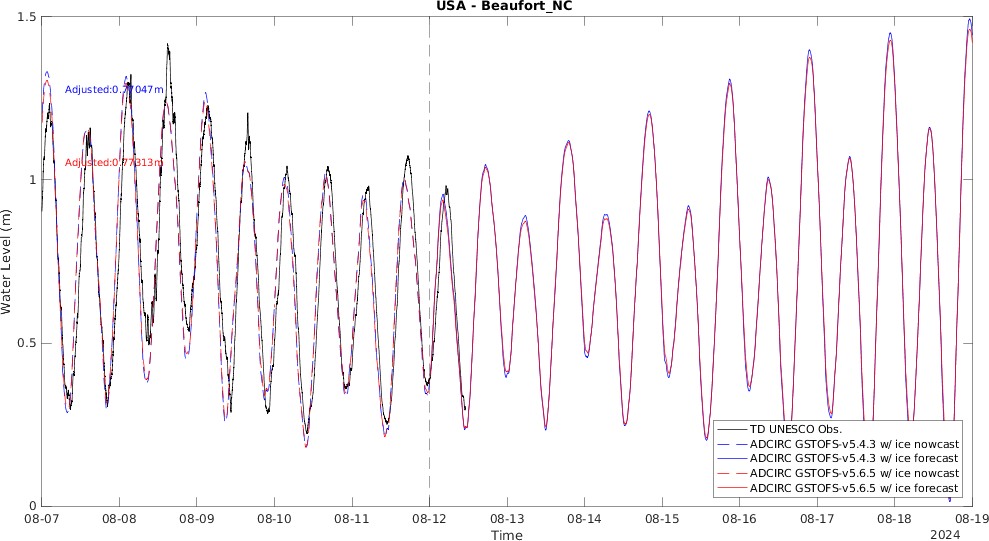 USA - Beaufort_NC
1.5
Adjusted:0.77047m
Adjusted:0.77313m
1
0.5
0
Water Level (m)
TD UNESCO Obs.
ADCIRC GSTOFS-v5.4.3 w/ ice nowcast
ADCIRC GSTOFS-v5.4.3 w/ ice forecast
ADCIRC GSTOFS-v5.6.5 w/ ice nowcast
ADCIRC GSTOFS-v5.6.5 w/ ice forecast
08-07 08-08 08-09 08-10 08-11 08-12 08-13 08-14 08-15 08-16 08-17 08-18 08-19
Time
2024